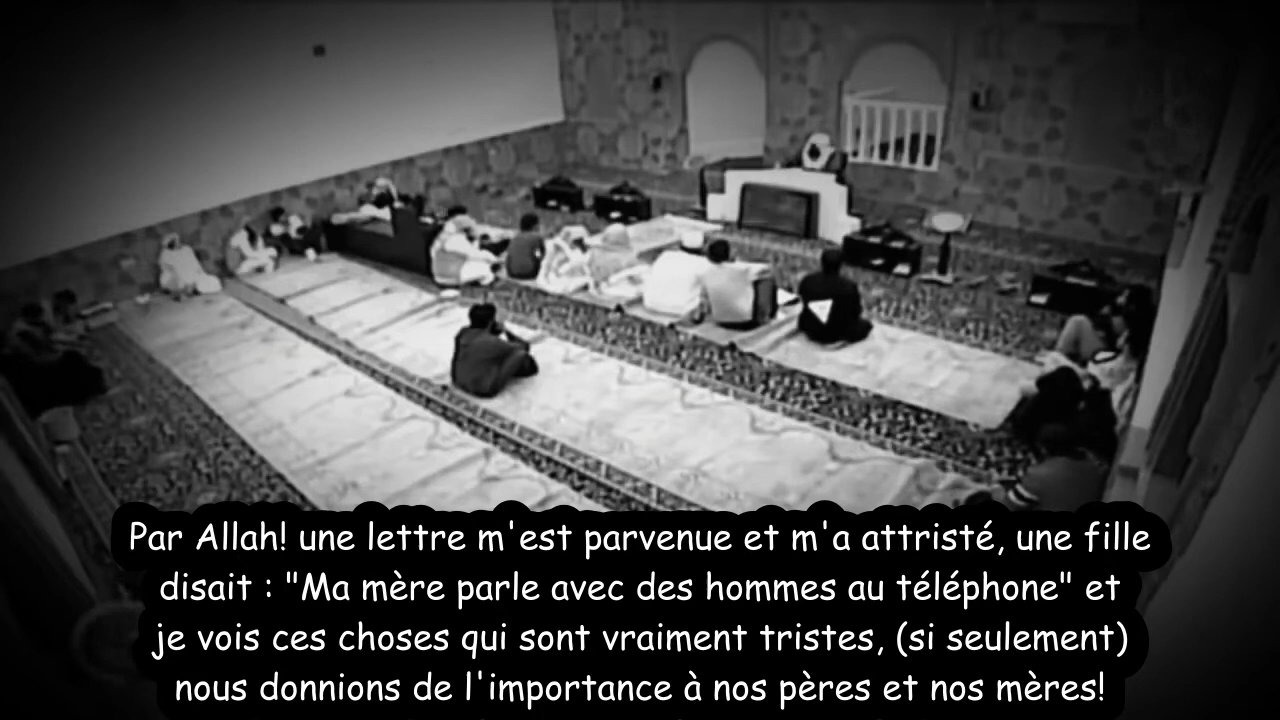 Par Allah! une lettre m'est parvenue et m'a attristé, une fille
disait : "Ma mère parle avec des hommes au téléphone" et
je vois ces choses qui sont vraiment tristes, (si seulement)
nous donnions de l'importance à nos pères et nos mères!